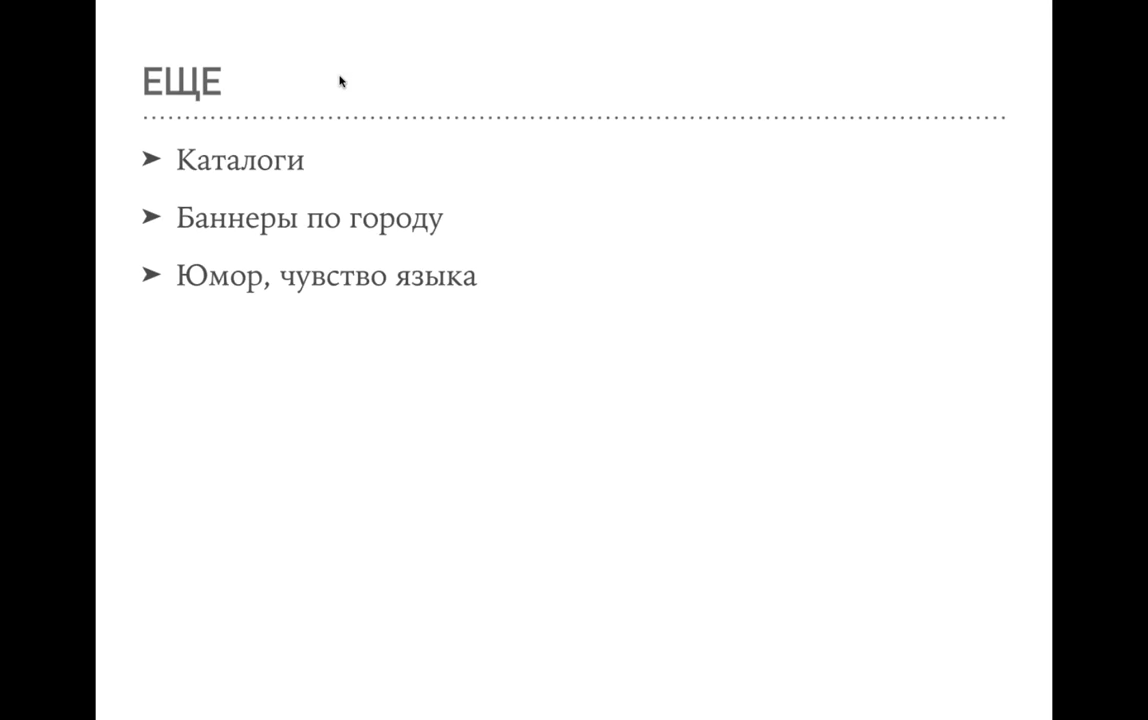 ЕЩЕ
➤ Каталоги
➤ Баннеры по городу
➤ Юмор, чувство языка